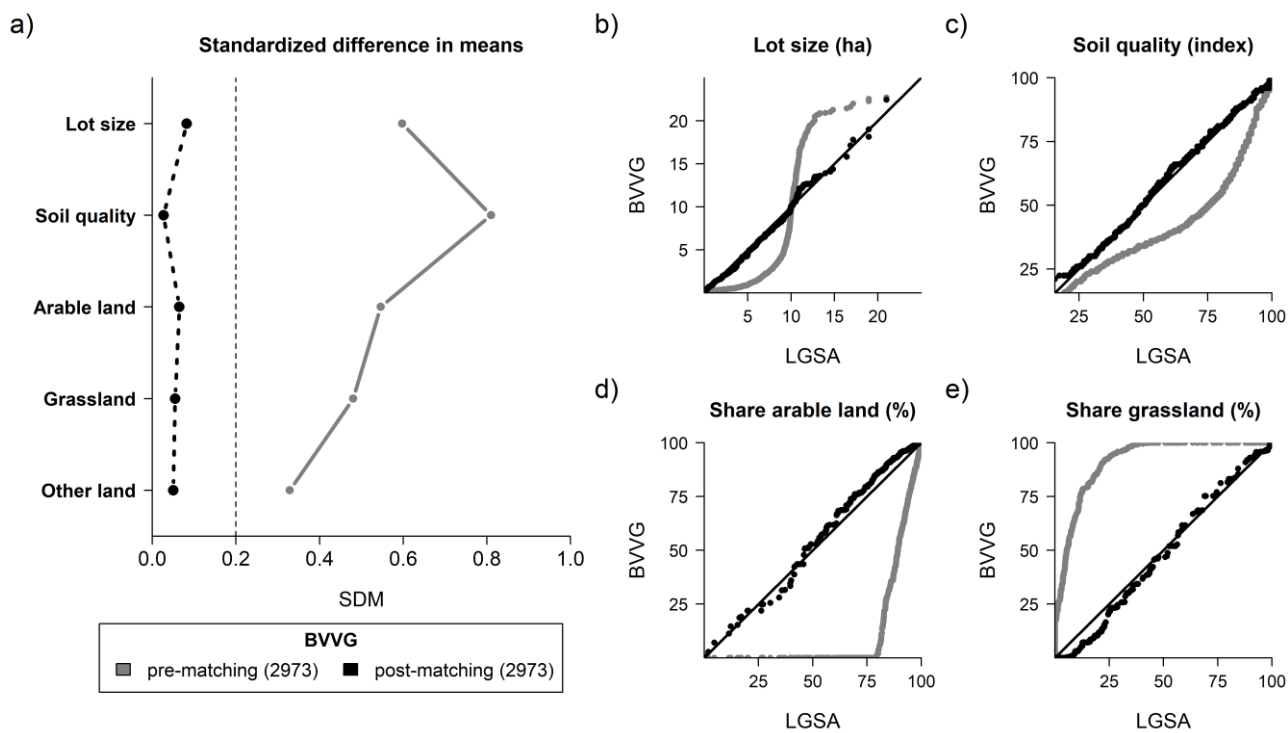 a)
Standardized difference in means
Lot size
Soil quality
Arable land
Grassland
Other land
0.0 0.2 0.4 0.6 0.8 1.0
SDM
BVVG
pre-matching (2973) post-matching (2973)
b)
Lot size (ha)
20
15
10
5
BVVG
5 10 15 20
LGSA
c)
Soil quality (index)
100
75
50
25
BVVG
25 50 75 100
LGSA
d)
Share arable land (%)
100
75
50
25
BVVG
25 50 75 100
LGSA
e)
Share grassland (%)
100
75
50
25
BVVG
25 50 75 100
LGSA